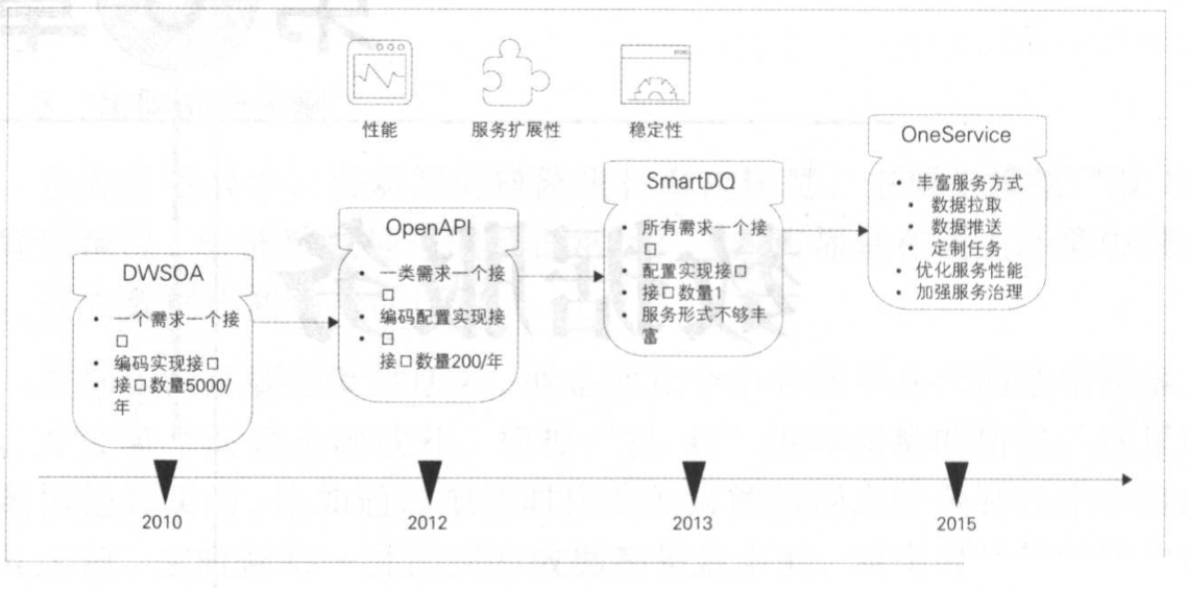 性能
服务扩展性
稳定性
DWSOA
• 一个需求一个接
口
• 编码实现接口
• 接口数量5000/
年
OpenAPI
• 一类需求一个接
口
• 编码配置实现接
• 口
接口数量200/年
SmartDQ
• 所有需求一个接
口
• 配置实现接口
• 接口数量1
• 服务形式不够丰
富
OneService
• 丰富服务方式
• 数据拉取
• 数据推送
• 定制任务
• 优化服务性能
• 加强服务治理
2010
2012
2013
2015